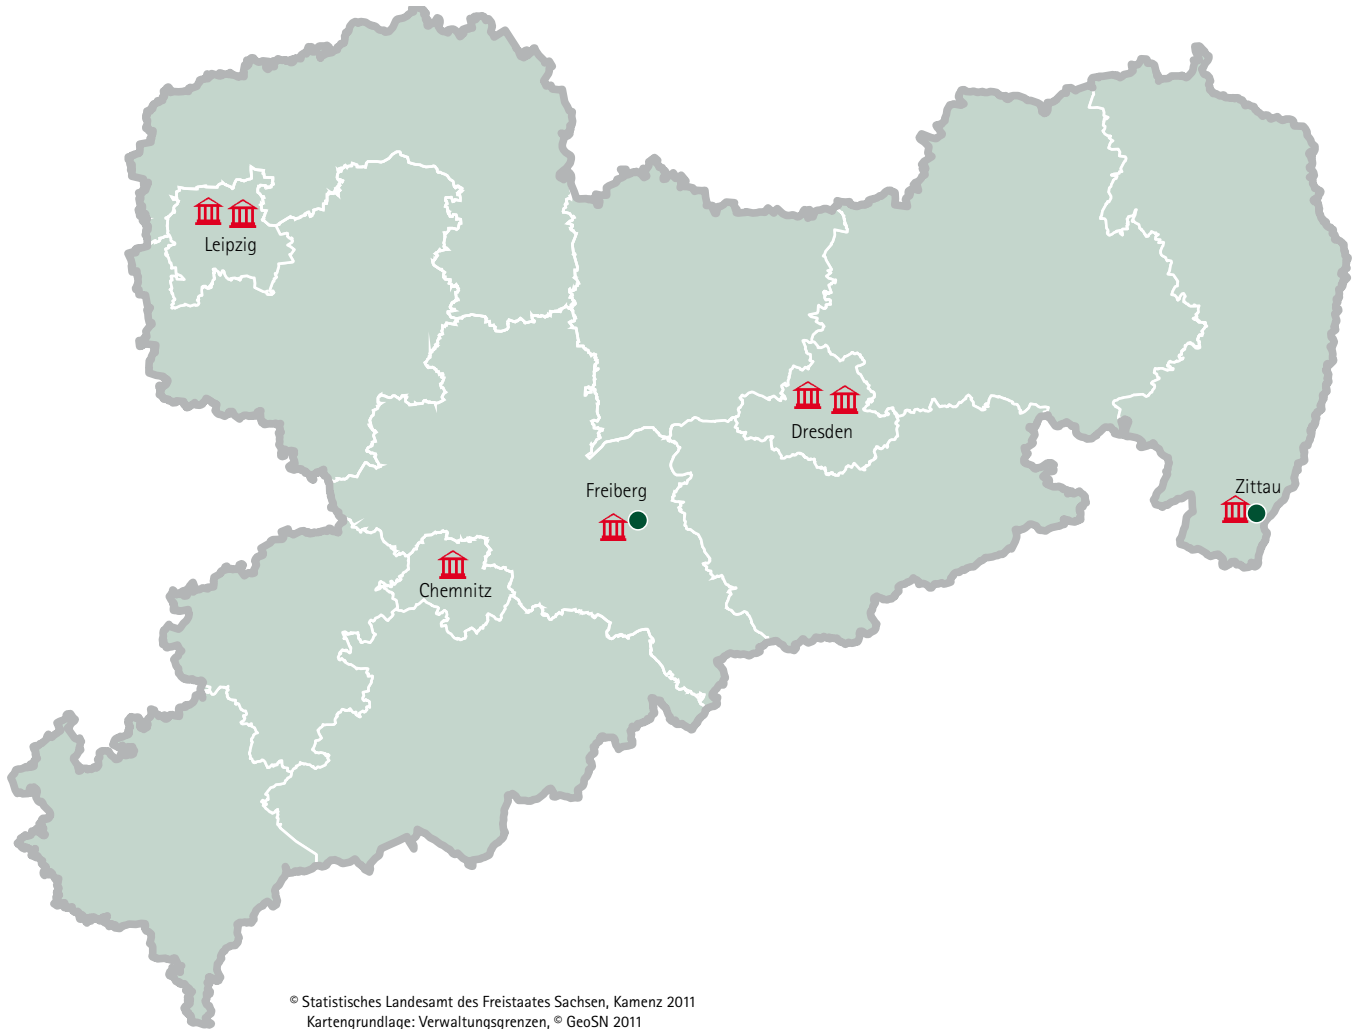 Leipzig
Dresden
Zittau
Freiberg
Chemnitz
© Statistisches Landesamt des Freistaates Sachsen, Kamenz 2011
Kartengrundlage: Verwaltungsgrenzen, © GeoSN 2011